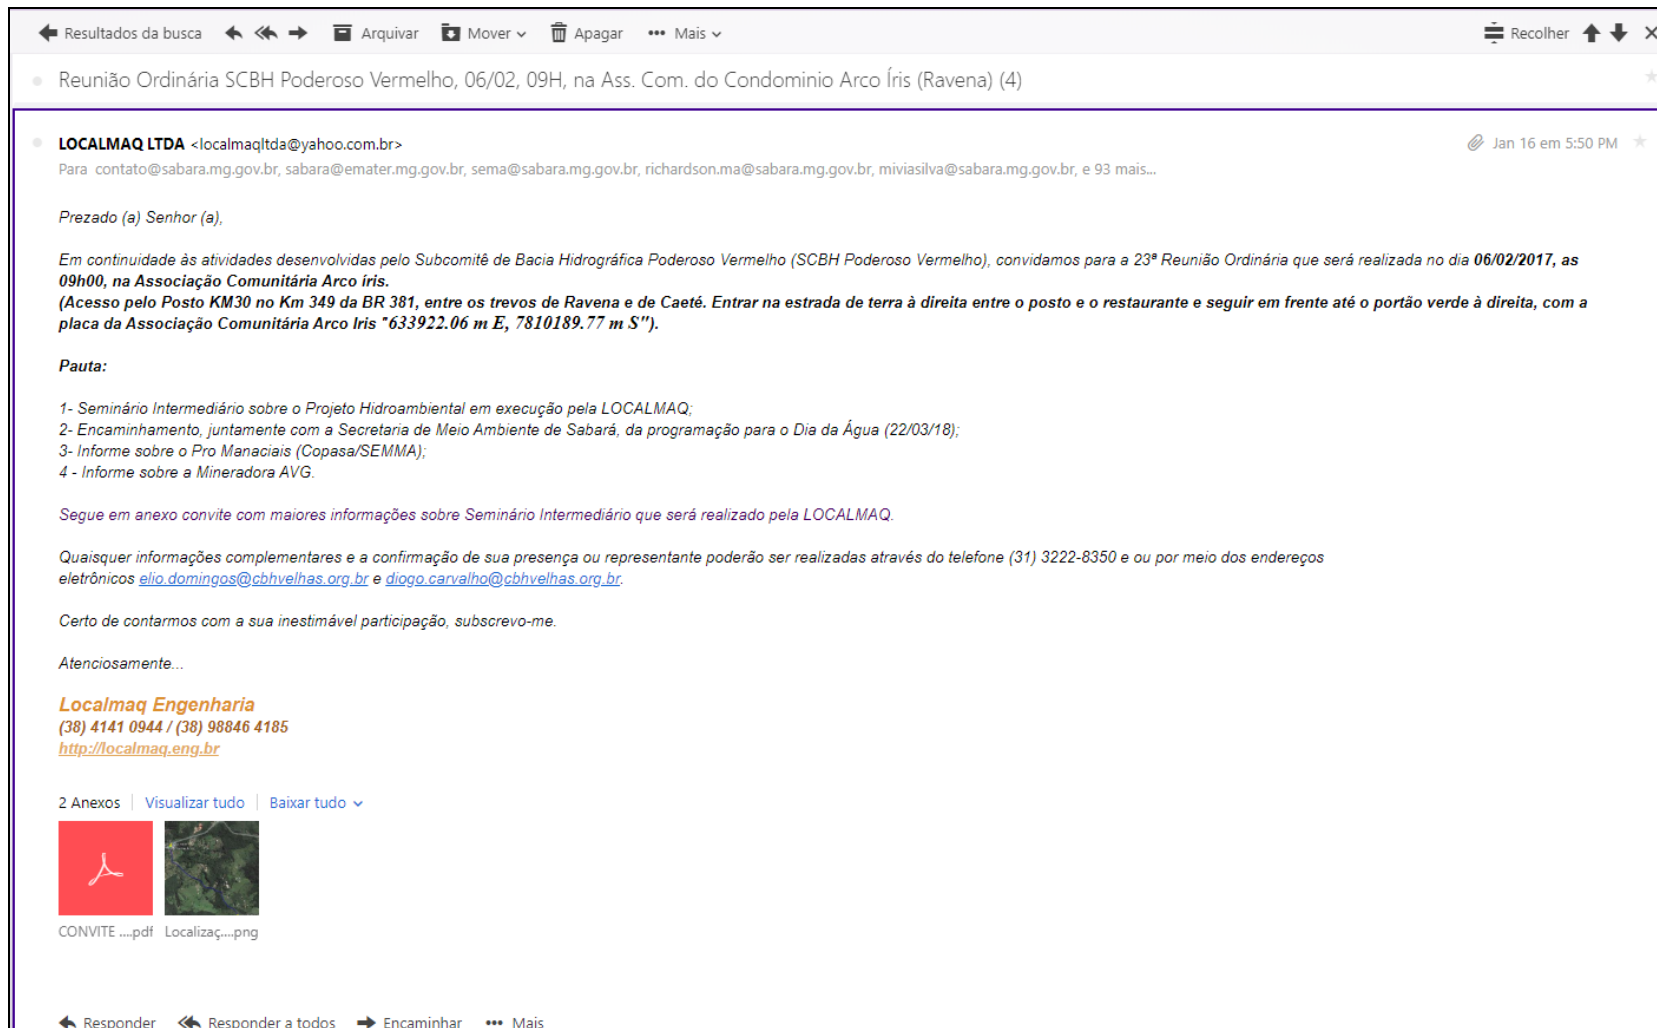 Resultados da busca Arquivar Mover Apagar Mais Recolher
Reunião Ordinária SCBH Poderoso Vermelho, 06/02, 09H, na Ass. Com. do Condominio Arco Íris (Ravena) (4)
LOCALMAQ LTDA <localmaqltda@yahoo.com.br> Jan 16 em 5:50 PM
Para contato@sabara.mg.gov.br, sabara@emater.mg.gov.br, sema@sabara.mg.gov.br, richardson.ma@sabara.mg.gov.br, miviasilva@sabara.mg.gov.br, e 93 mais...
Prezado (a) Senhor (a),
Em continuidade às atividades desenvolvidas pelo Subcomitê de Bacia Hidrográfica Poderoso Vermelho (SCBH Poderoso Vermelho), convidamos para a 23ª Reunião Ordinária que será realizada no dia 06/02/2017, as
09h00, na Associação Comunitária Arco íris.
(Acesso pelo Posto KM30 no Km 349 da BR 381, entre os trevos de Ravena e de Caeté. Entrar na estrada de terra à direita entre o posto e o restaurante e seguir em frente até o portão verde à direita, com a
placa da Associação Comunitária Arco Iris "633922.06 m E, 7810189.77 m S").
Pauta:
1- Seminário Intermediário sobre o Projeto Hidroambiental em execução pela LOCALMAQ;
2- Encaminhamento, juntamente com a Secretaria de Meio Ambiente de Sabará, da programação para o Dia da Água (22/03/18);
3- Informe sobre o Pro Manaciais (Copasa/SEMMA);
4 - Informe sobre a Mineradora AVG.
Segue em anexo convite com maiores informações sobre Seminário Intermediário que será realizado pela LOCALMAQ.
Quaisquer informações complementares e a confirmação de sua presença ou representante poderão ser realizadas através do telefone (31) 3222-8350 e ou por meio dos endereços
eletrônicos elio.domingos@cbhvelhas.org.br e diogo.carvalho@cbhvelhas.org.br.
Certo de contarmos com a sua inestimável participação, subscrevo-me.
Atenciosamente...
Localmaq Engenharia
(38) 4141 0944 / (38) 98846 4185
http://localmaq.eng.br
2 Anexos Visualizar tudo Baixar tudo
CONVITE ....pdf Localizaç....png
Responder Responder a todos Encaminhar Mais